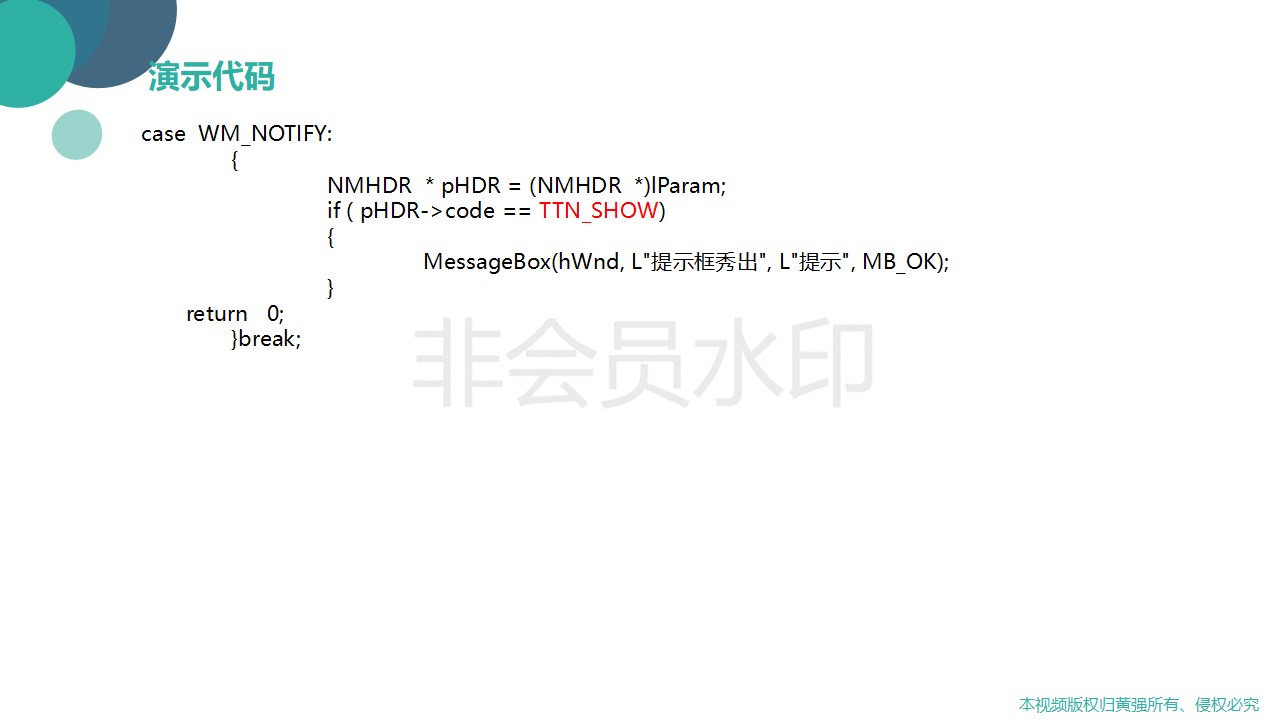 演示代码
case  WM_NOTIFY:
{
NMHDR  * pHDR = (NMHDR  *)lParam;
if ( pHDR->code == TTN_SHOW)
{
MessageBox(hWnd, L"提示框秀出", L"提示", MB_OK);
}
return   0;
}break;
非会员水印
本视频版权归黄强所有、侵权必究